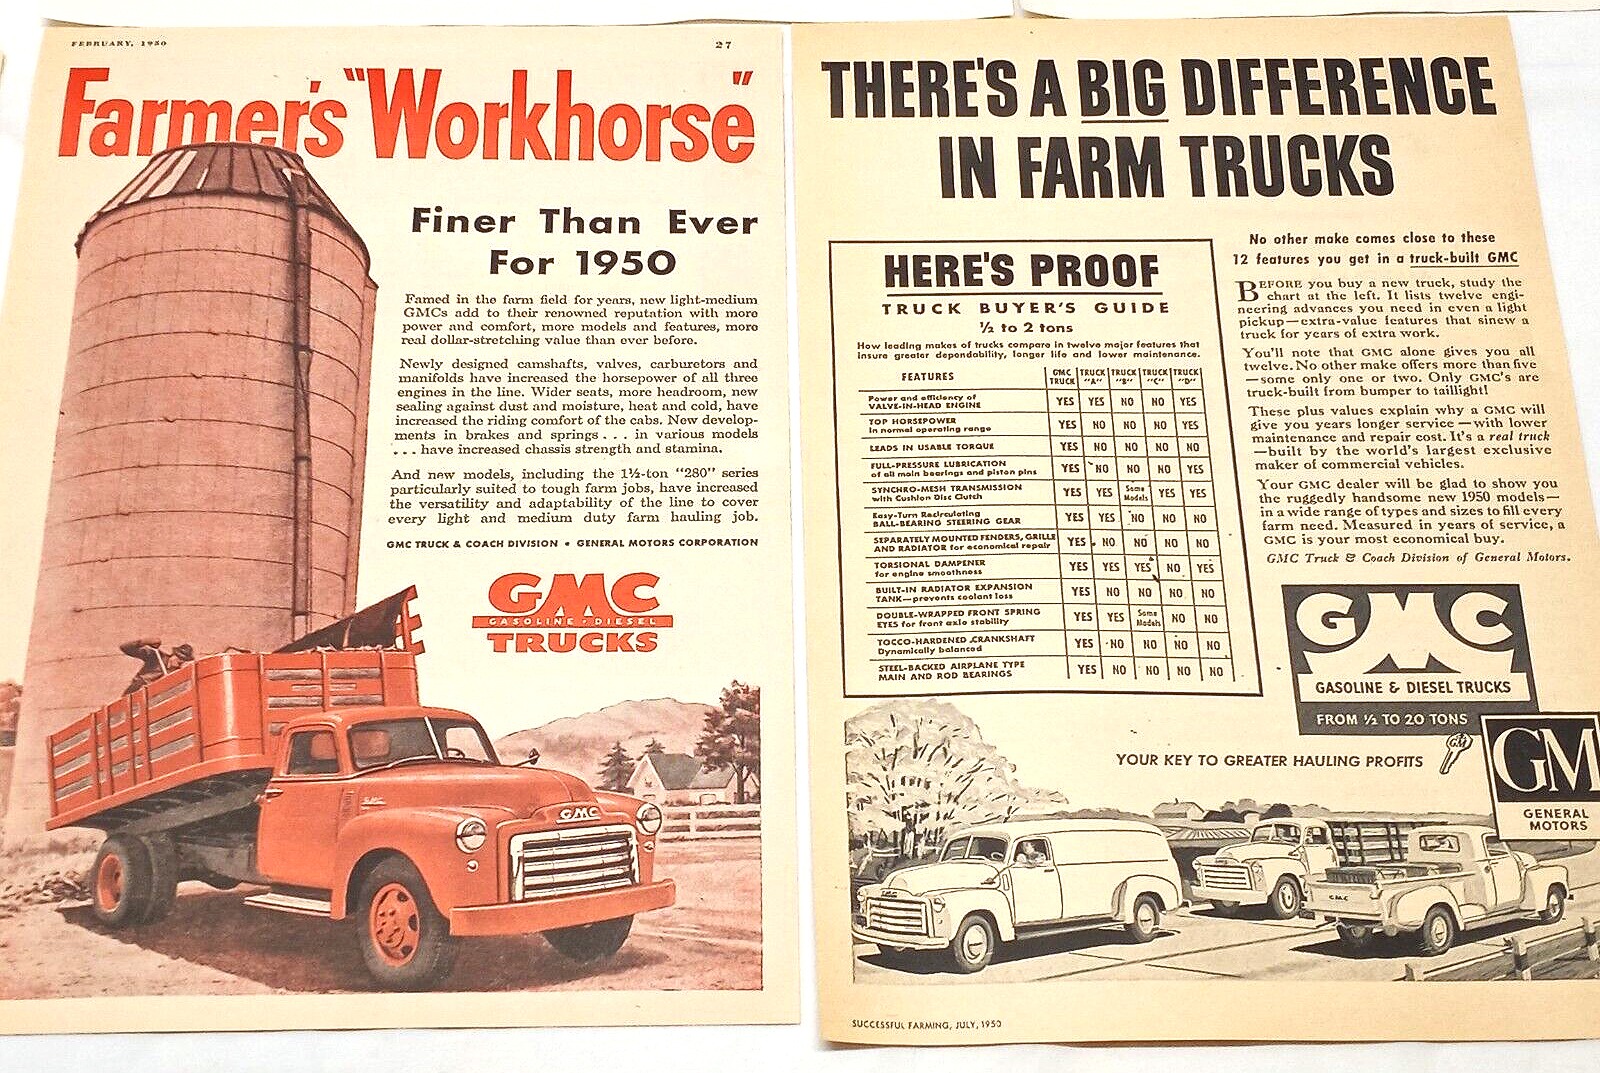 FEBRUARY, 1950
27
Farmer's "Workhorse"
Finer Than Ever
For 1950
Famed in the farm field for years, new light-medium
GMCs add to their renowned reputation with more
power and comfort, more models and features, more
real dollar-stretching value than ever before.
Newly designed camshafts, valves, carburetors and
manifolds have increased the horsepower of all three
engines in the line. Wider seats, more headroom, new
sealing against dust and moisture, heat and cold, have
increased the riding comfort of the cabs. New develop-
ments in brakes and springs . . . in various models
. . . have increased chassis strength and stamina.
And new models, including the 1½-ton "280" series
particularly suited to tough farm jobs, have increased
the versatility and adaptability of the line to cover
every light and medium duty farm hauling job.
GMC TRUCK & COACH DIVISION • GENERAL MOTORS CORPORATION
GMC
GASOLINE • DIESEL
TRUCKS
GMC
GMC
THERE'S A BIG DIFFERENCE
IN FARM TRUCKS
HERE'S PROOF
TRUCK BUYER'S GUIDE
½ to 2 tons
How leading makes of trucks compare in twelve major features that
insure greater dependability, longer life and lower maintenance.
FEATURES GMC TRUCK TRUCK "A" TRUCK "B" TRUCK "C" TRUCK "D"
Power and efficiency of
VALVE-IN-HEAD ENGINE YES YES NO NO YES
TOP HORSEPOWER
in normal operating range YES NO NO NO YES
LEADS IN USABLE TORQUE YES NO NO NO NO
FULL-PRESSURE LUBRICATION
of all main bearings and piston pins YES NO NO NO YES
SYNCHRO-MESH TRANSMISSION
with Cushion Disc Clutch YES YES Some Models YES YES
Easy-Turn Recirculating
BALL-BEARING STEERING GEAR YES YES NO NO NO
SEPARATELY MOUNTED FENDERS, GRILLE
AND RADIATOR for economical repair YES NO NO NO NO
TORSIONAL DAMPENER
for engine smoothness YES YES YES NO YES
BUILT-IN RADIATOR EXPANSION
TANK—prevents coolant loss YES NO NO NO NO
DOUBLE-WRAPPED FRONT SPRING
EYES for front axle stability YES YES Some Models NO NO
TOCCO-HARDENED CRANKSHAFT
Dynamically balanced YES NO NO NO NO
STEEL-BACKED AIRPLANE TYPE
MAIN AND ROD BEARINGS YES NO NO NO NO
No other make comes close to these
12 features you get in a truck-built GMC
BEFORE you buy a new truck, study the
chart at the left. It lists twelve engi-
neering advances you need in even a light
pickup—extra-value features that sinew a
truck for years of extra work.
You'll note that GMC alone gives you all
twelve. No other make offers more than five
—some only one or two. Only GMC's are
truck-built from bumper to taillight!
These plus values explain why a GMC will
give you years longer service—with lower
maintenance and repair cost. It's a real truck
—built by the world's largest exclusive
maker of commercial vehicles.
Your GMC dealer will be glad to show you
the ruggedly handsome new 1950 models—
in a wide range of types and sizes to fill every
farm need. Measured in years of service, a
GMC is your most economical buy.
GMC Truck & Coach Division of General Motors.
GMC
GASOLINE & DIESEL TRUCKS
FROM ½ TO 20 TONS
YOUR KEY TO GREATER HAULING PROFITS
GM
GM
GENERAL
MOTORS
GMC
GMC
SUCCESSFUL FARMING, JULY, 1950